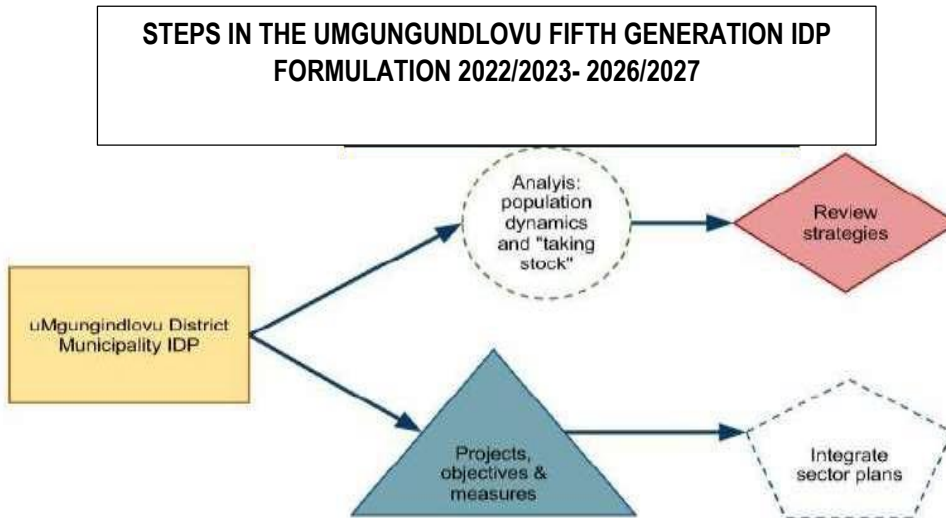 STEPS IN THE UMGUNGUNDLOVU FIFTH GENERATION IDP
FORMULATION 2022/2023- 2026/2027
Analyis:
population
dynamics
and "taking
stock"
Review
strategies
uMgungindlovu District
Municipality IDP
Projects,
objectives &
measures
Integrate
sector plans